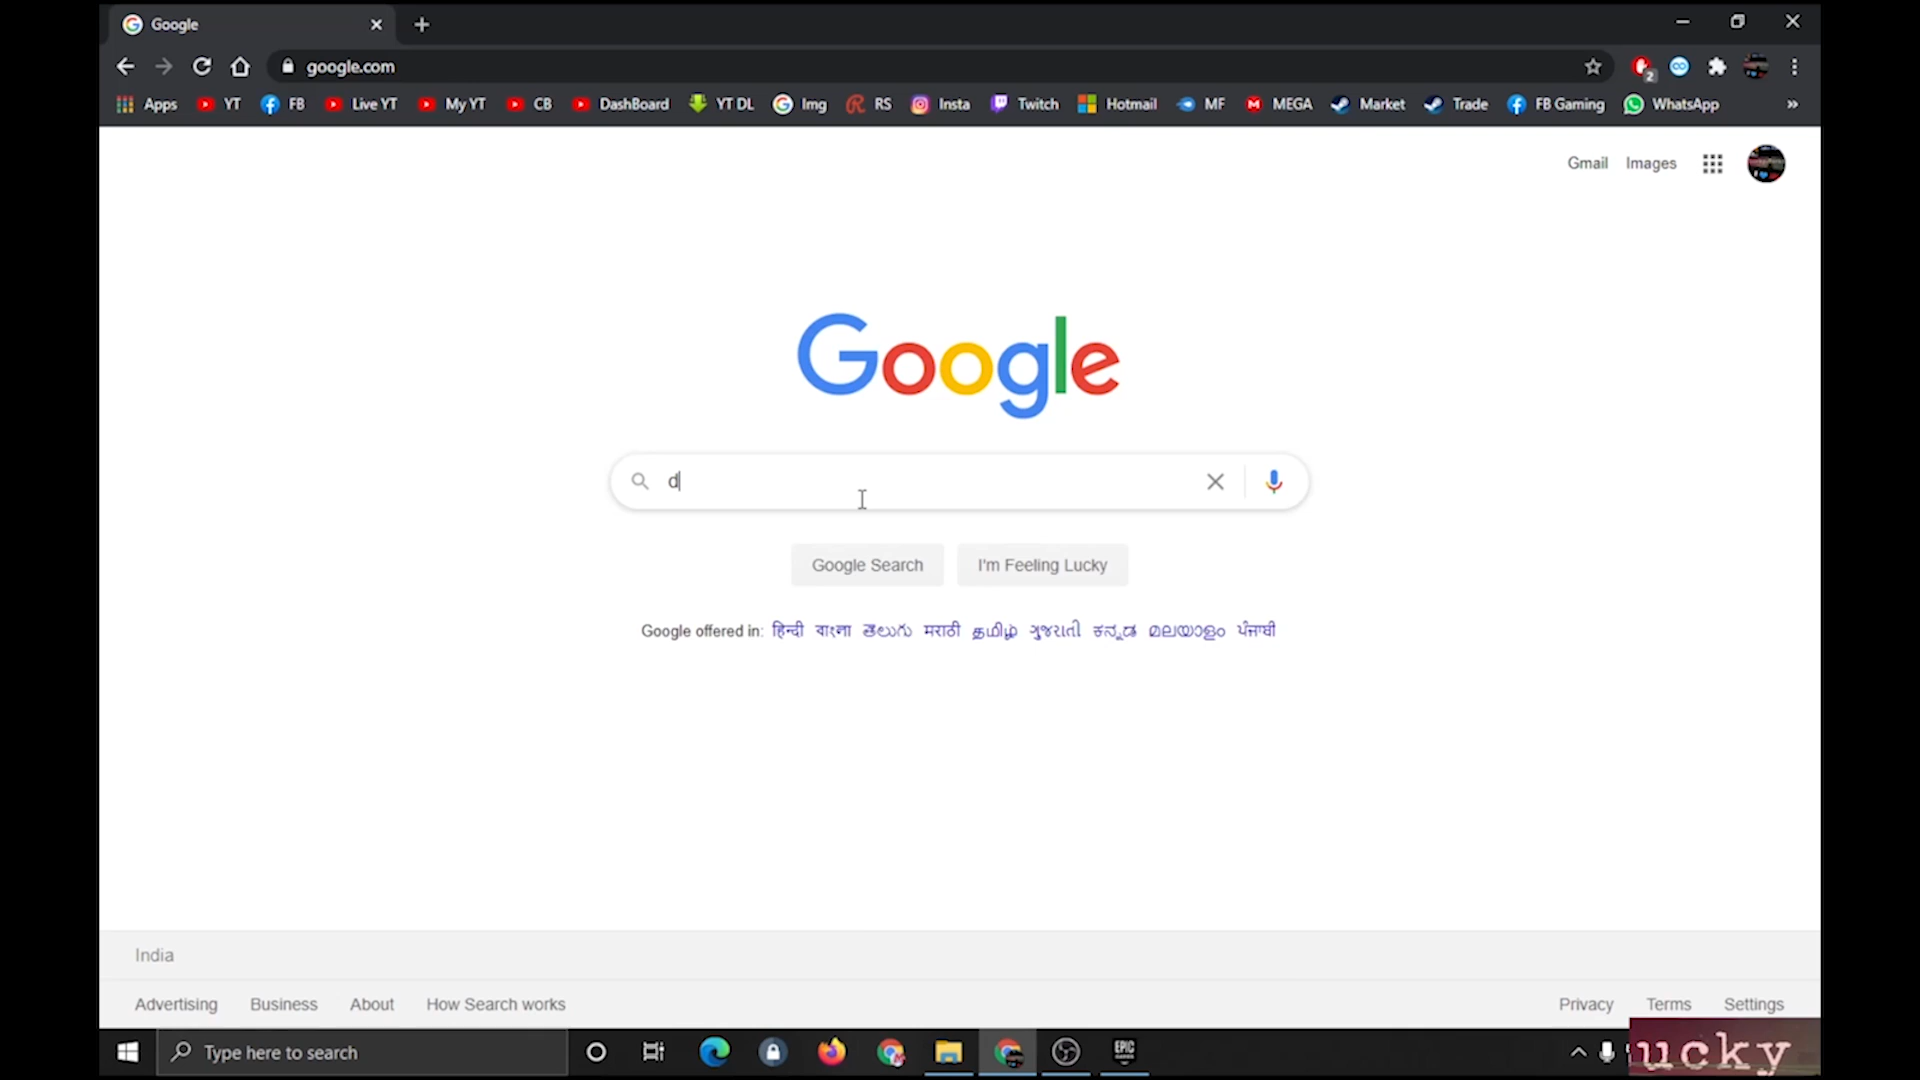 Google
google.com
Apps YT FB Live YT My YT CB DashBoard YT DL Img RS Insta Twitch Hotmail MF MEGA Market Trade FB Gaming WhatsApp »
Gmail Images
Google
d
Google Search I'm Feeling Lucky
Google offered in: हिन्दी বাংলা తెలుగు मराठी தமிழ் ગુજરાતી ಕನ್ನಡ മലയാളം ਪੰਜਾਬੀ
India
Advertising Business About How Search works Privacy Terms Settings
Type here to search EPIC GAMES ucky